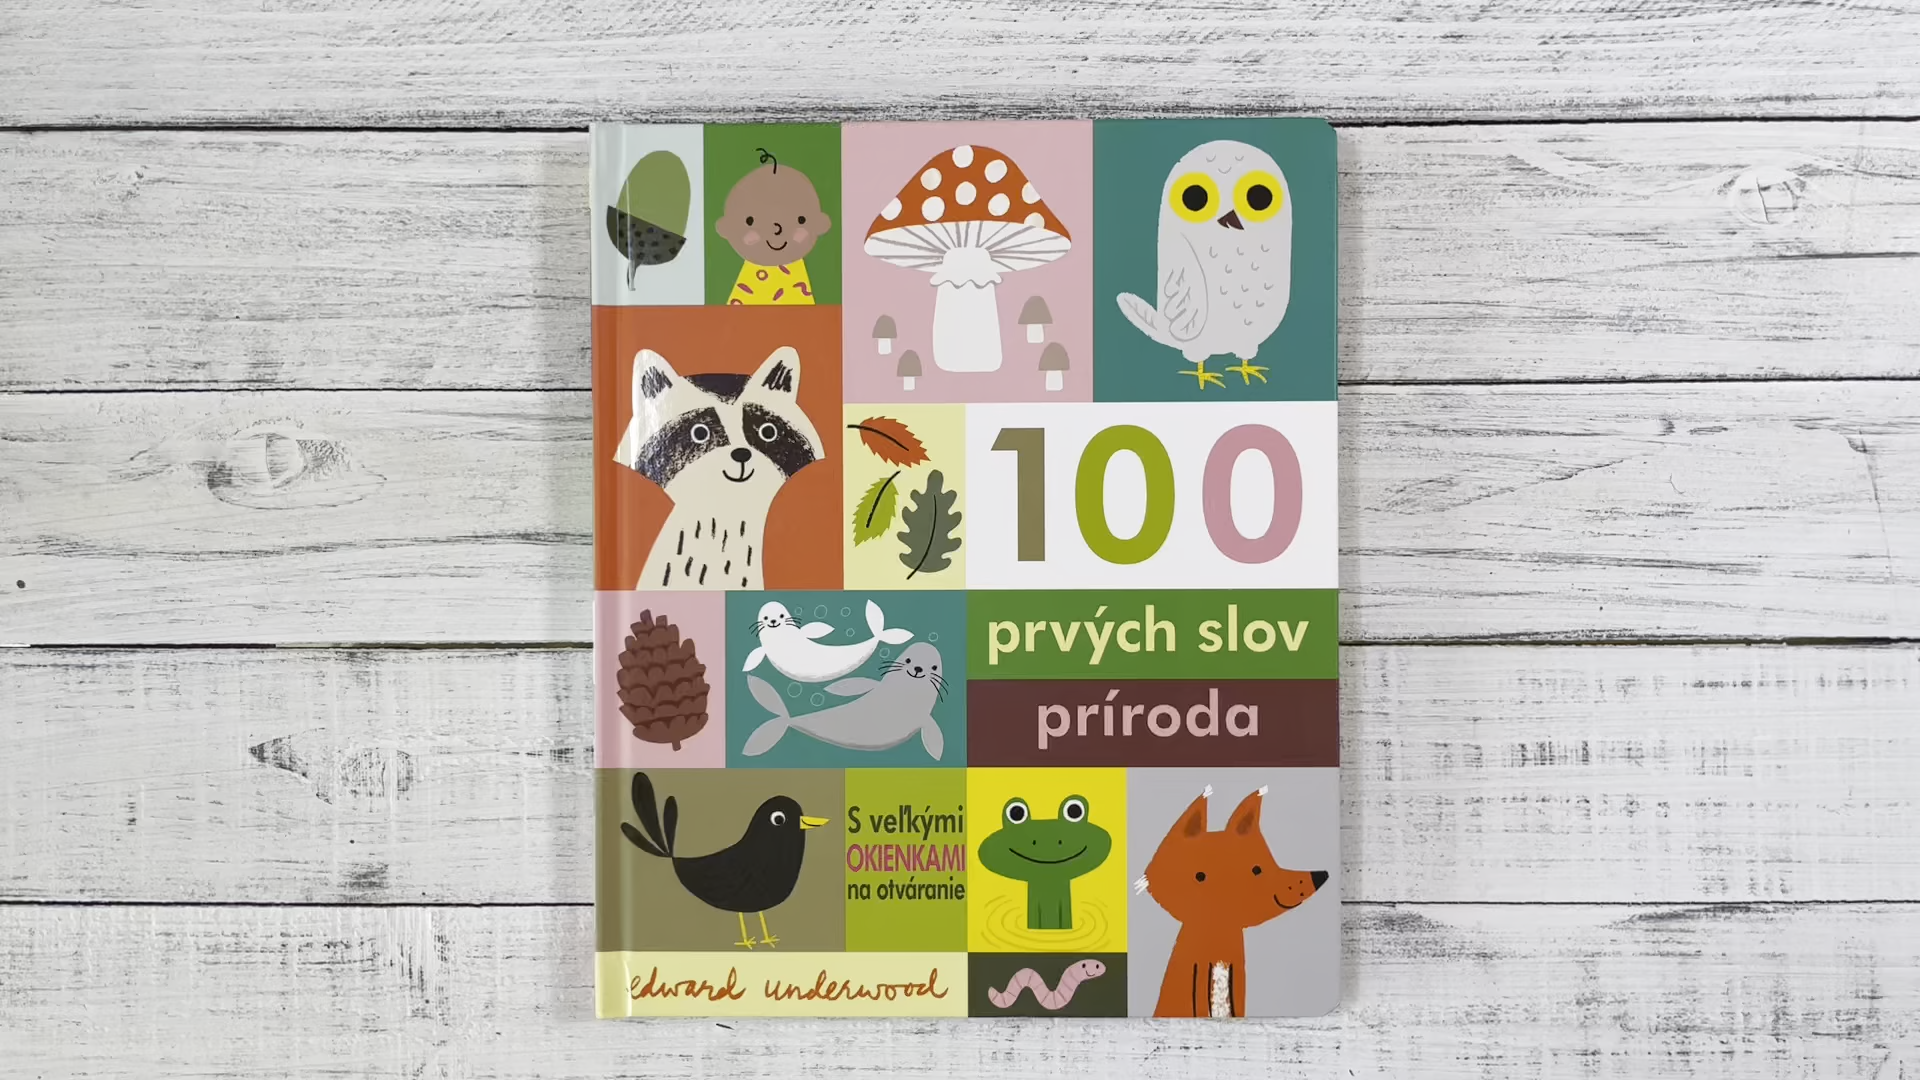 100
prvých slov
príroda
S veľkými
OKIENKAMI
na otváranie
edward underwood